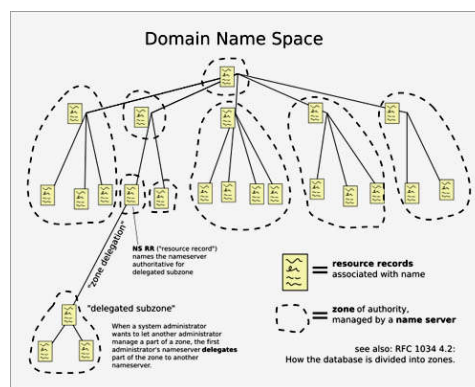 Domain Name Space
"zone delegation"
NS RR ("resource record")
names the nameserver
authoritative for
delegated subzone
"delegated subzone"
When a system administrator
wants to let another administrator
manage a part of a zone, the first
administrator's nameserver delegates
part of the zone to another
nameserver.
= resource records
associated with name
= zone of authority,
managed by a name server
see also: RFC 1034 4.2:
How the database is divided into zones.